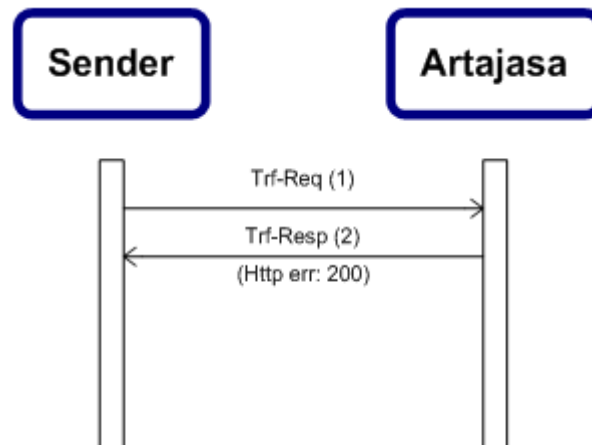 Sender
Artajasa
Trf-Req (1)
Trf-Resp (2)
(Http err: 200)